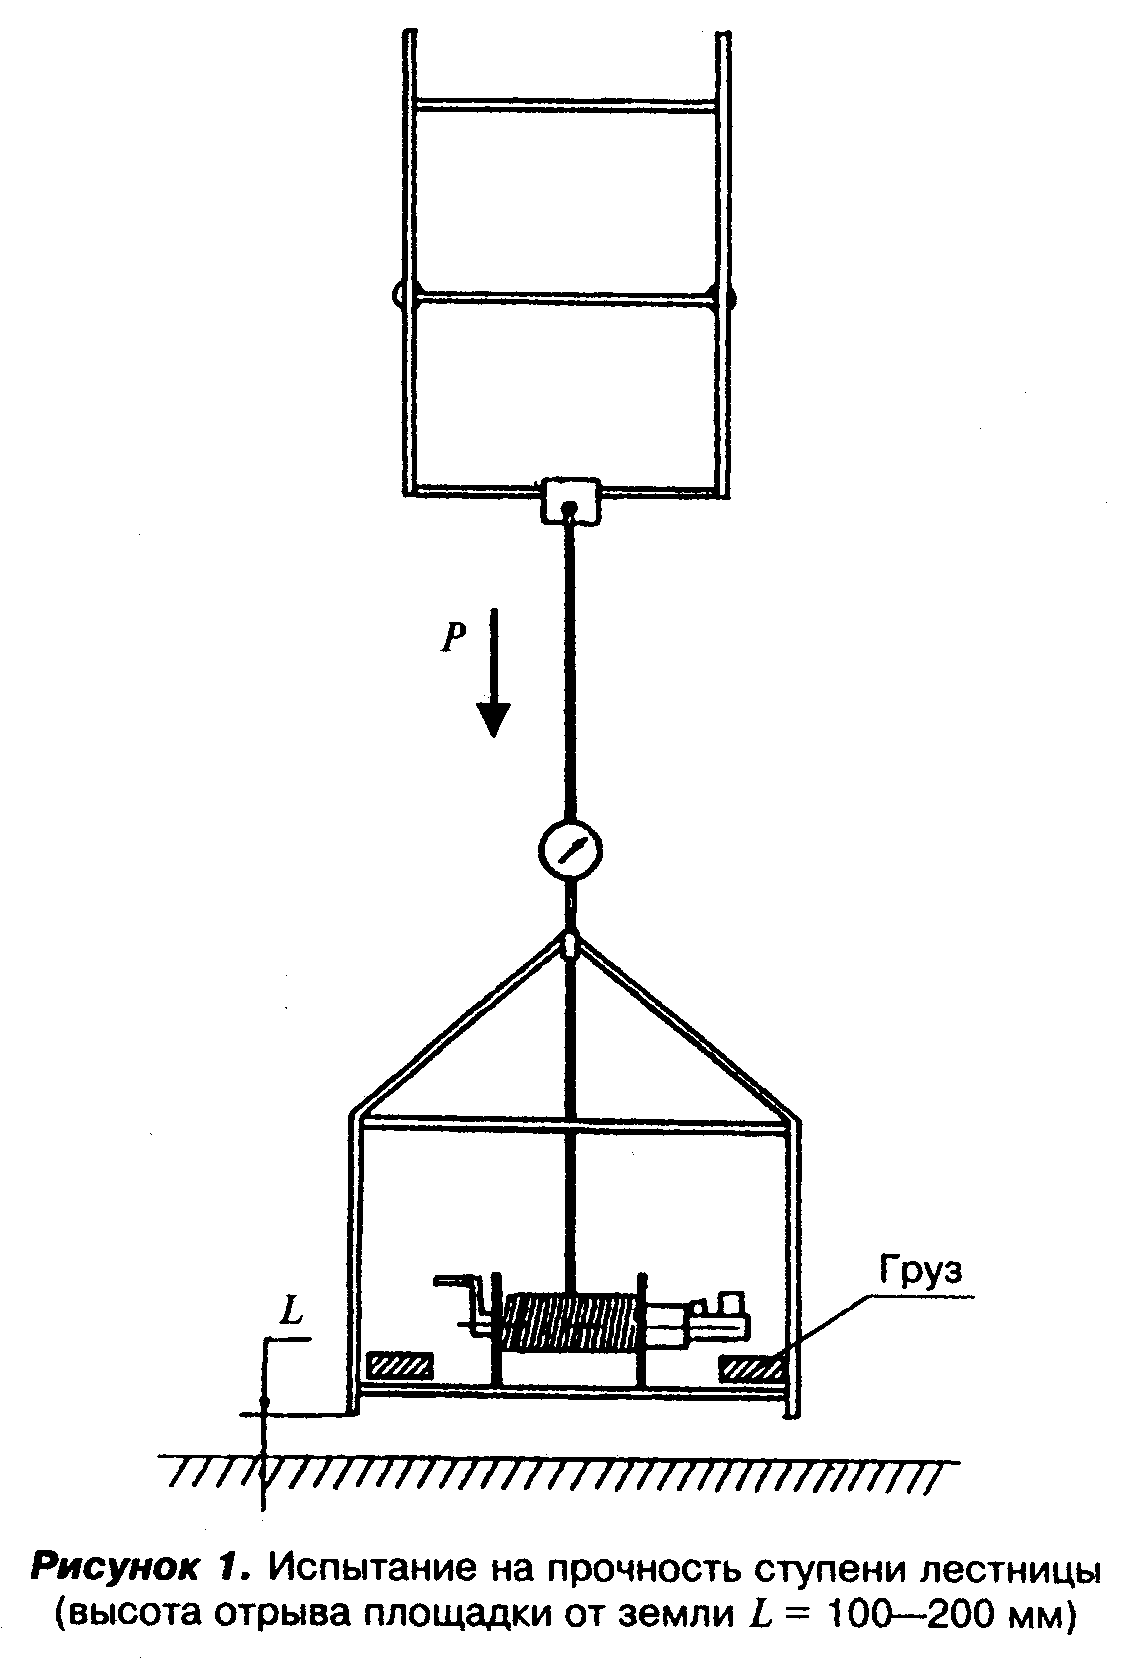 P
Груз
L
Рисунок 1. Испытание на прочность ступени лестницы
(высота отрыва площадки от земли L = 100—200 мм)